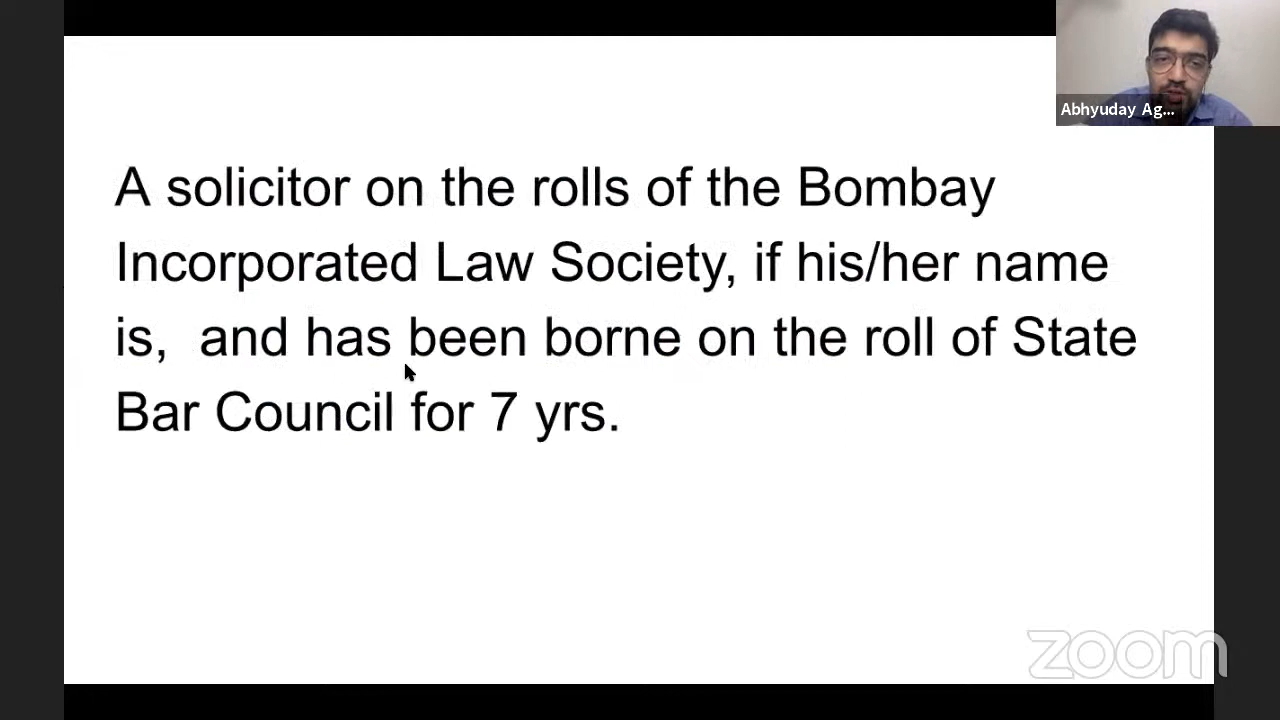 Abhyuday Ag...
A solicitor on the rolls of the Bombay
Incorporated Law Society, if his/her name
is,  and has been borne on the roll of State
Bar Council for 7 yrs.
zoom